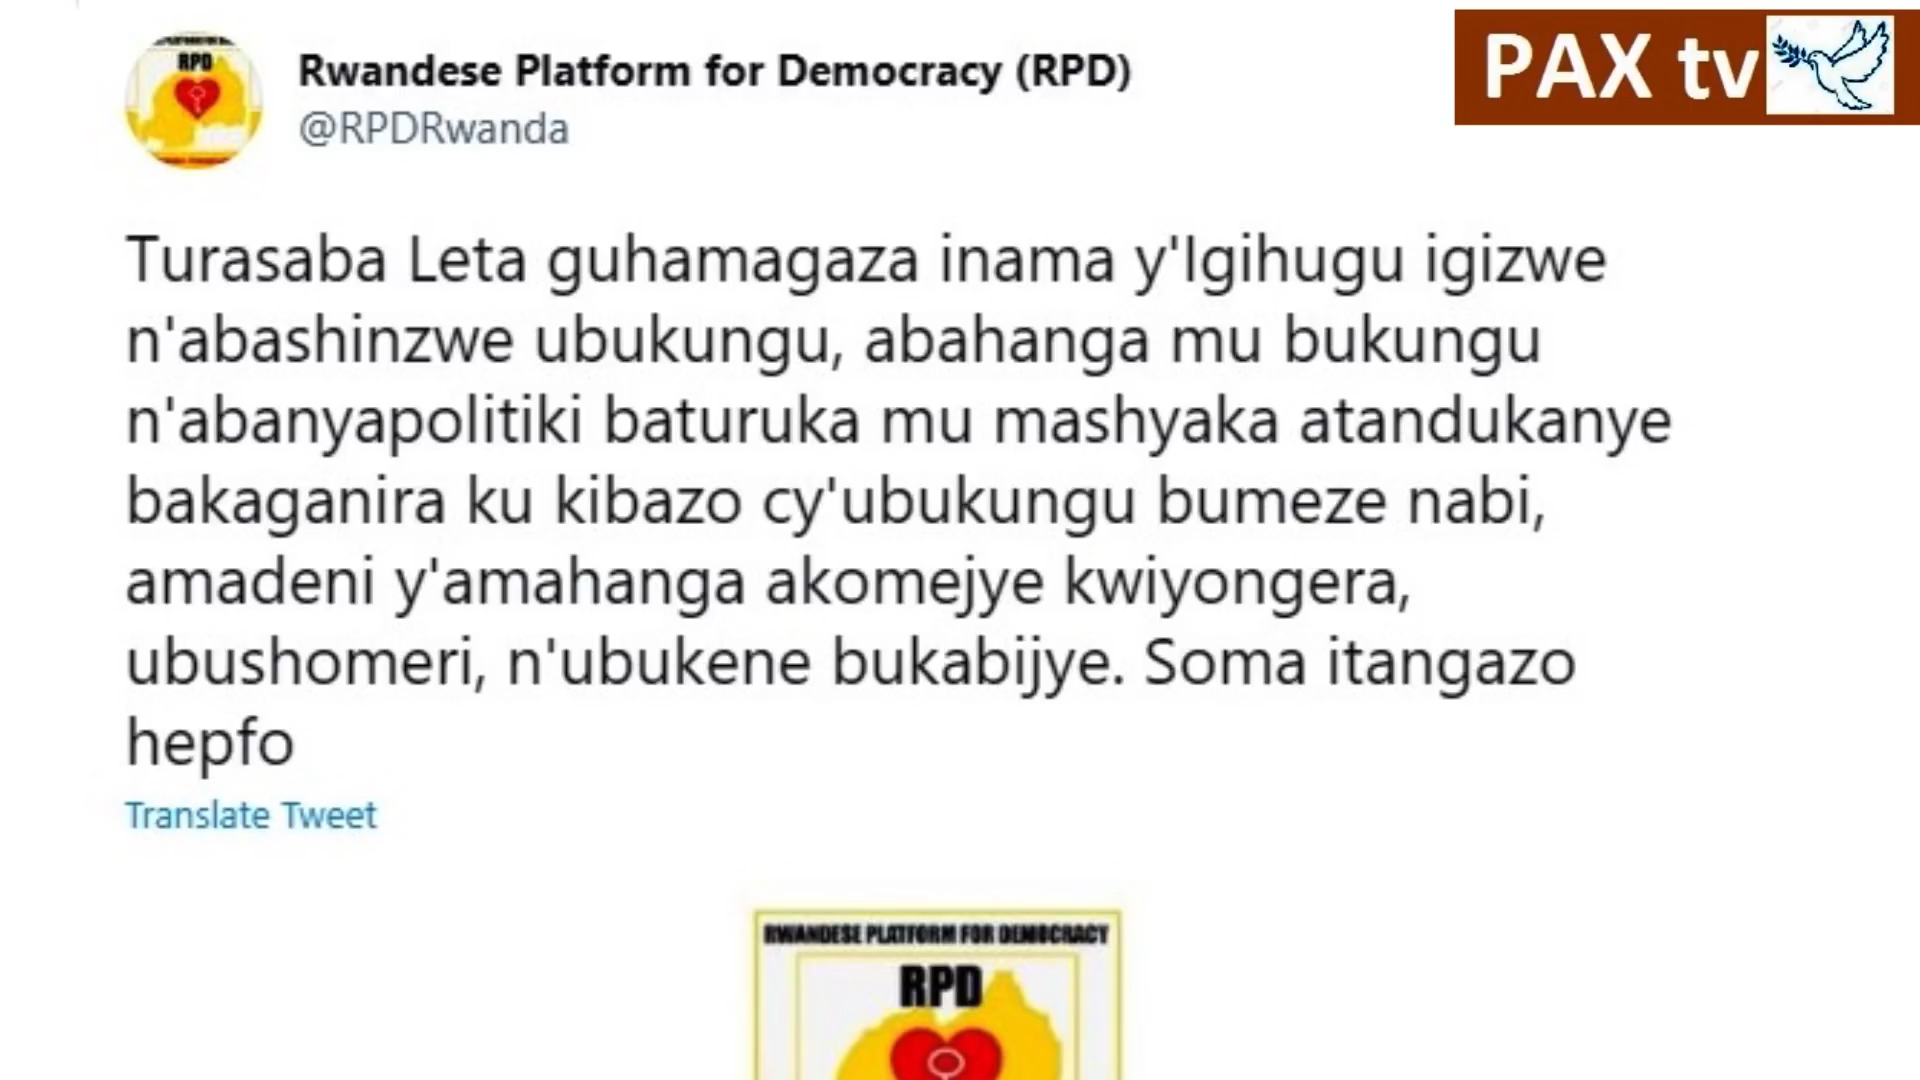 RPD
Rwandese Platform for Democracy (RPD)
@RPDRwanda
PAX tv
Turasaba Leta guhamagaza inama y'Igihugu igizwe
n'abashinzwe ubukungu, abahanga mu bukungu
n'abanyapolitiki baturuka mu mashyaka atandukanye
bakaganira ku kibazo cy'ubukungu bumeze nabi,
amadeni y'amahanga akomejye kwiyongera,
ubushomeri, n'ubukene bukabijye. Soma itangazo
hepfo
Translate Tweet
RWANDESE PLATFORM FOR DEMOCRACY
RPD